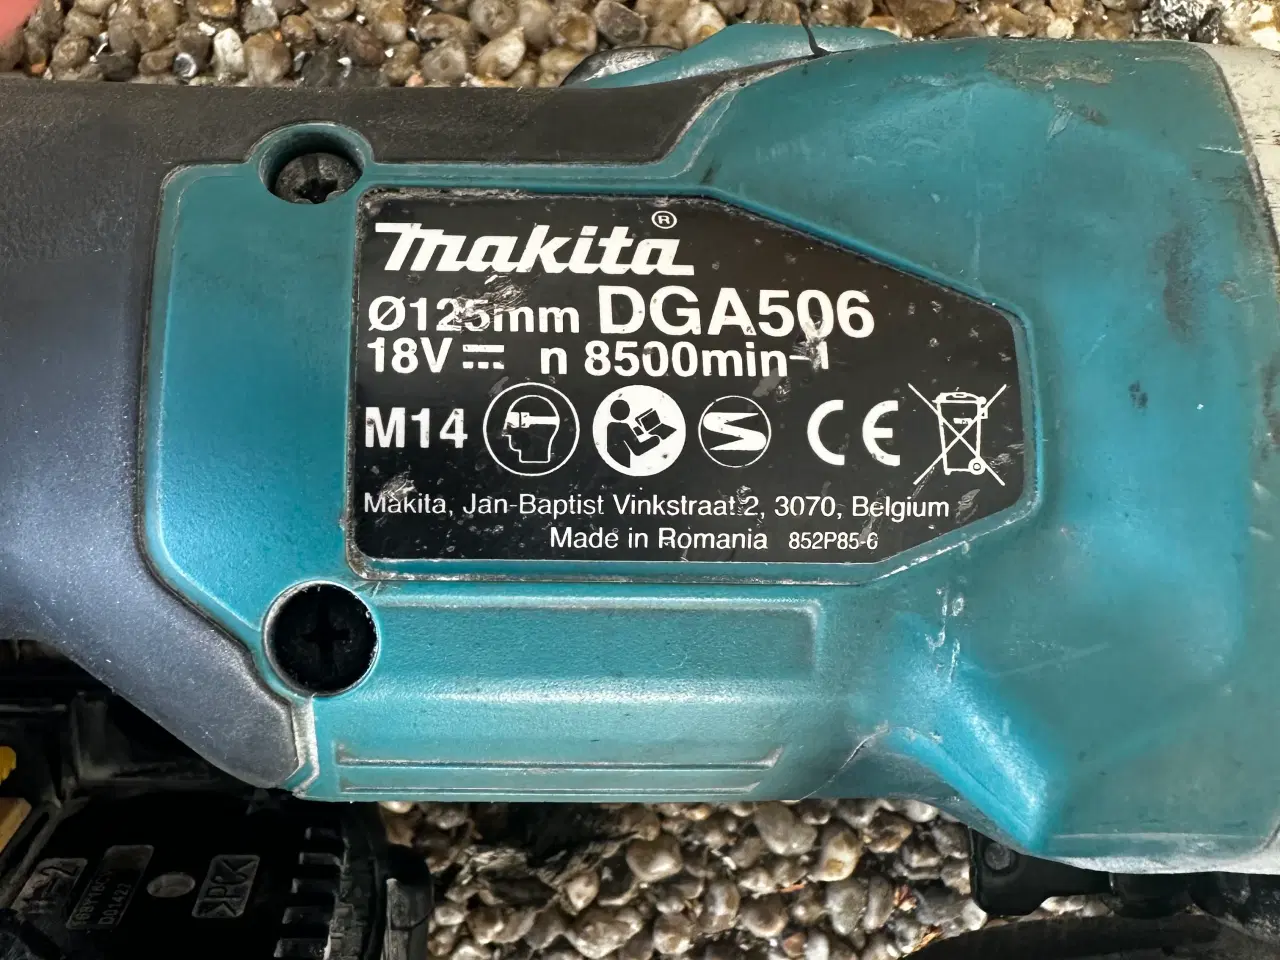 makita®
Ø125mm DGA506
18V n 8500min-1
M14 CE
Makita, Jan-Baptist Vinkstraat 2, 3070, Belgium
Made in Romania 852P85-6
>PC<